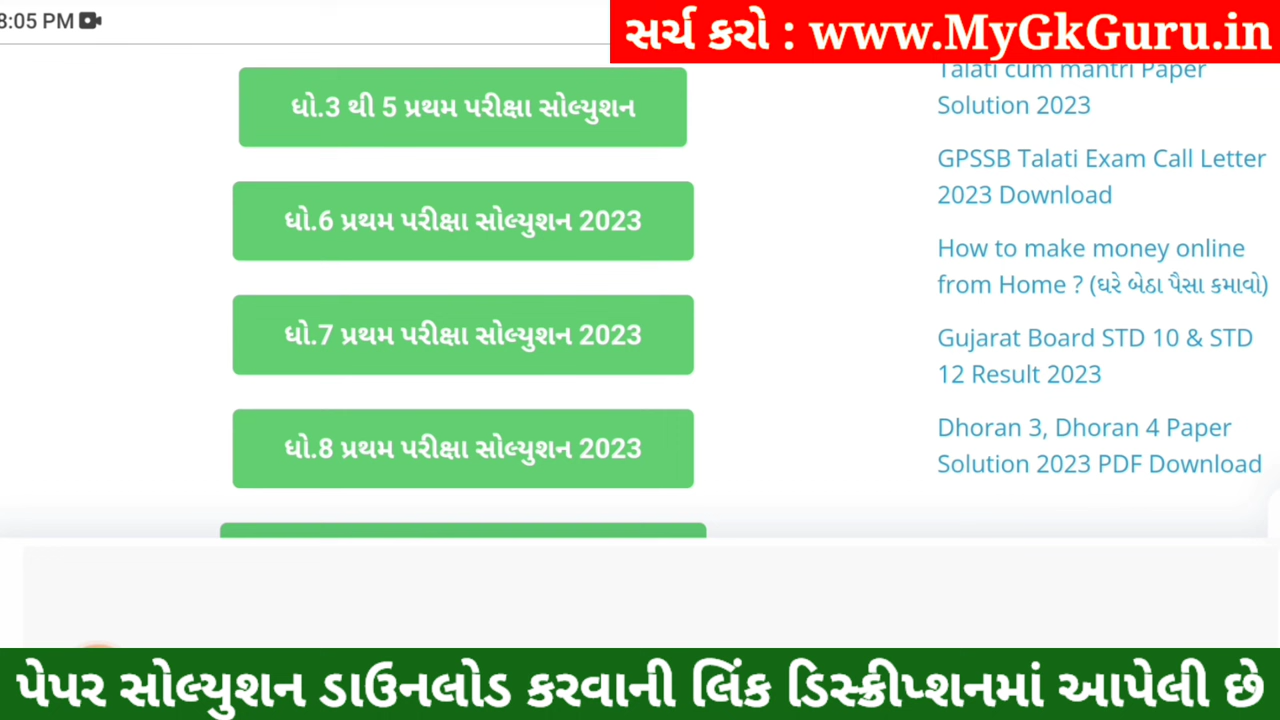 8:05 PM
સર્ચ કરો : www.MyGkGuru.in
ધો.3 થી 5 પ્રથમ પરીક્ષા સોલ્યુશન
ધો.6 પ્રથમ પરીક્ષા સોલ્યુશન 2023
ધો.7 પ્રથમ પરીક્ષા સોલ્યુશન 2023
ધો.8 પ્રથમ પરીક્ષા સોલ્યુશન 2023
Talati cum mantri Paper
Solution 2023
GPSSB Talati Exam Call Letter
2023 Download
How to make money online
from Home ? (ઘરે બેઠા પૈસા કમાવો)
Gujarat Board STD 10 & STD
12 Result 2023
Dhoran 3, Dhoran 4 Paper
Solution 2023 PDF Download
પેપર સોલ્યુશન ડાઉનલોડ કરવાની લિંક ડિસ્ક્રીપ્શનમાં આપેલી છે